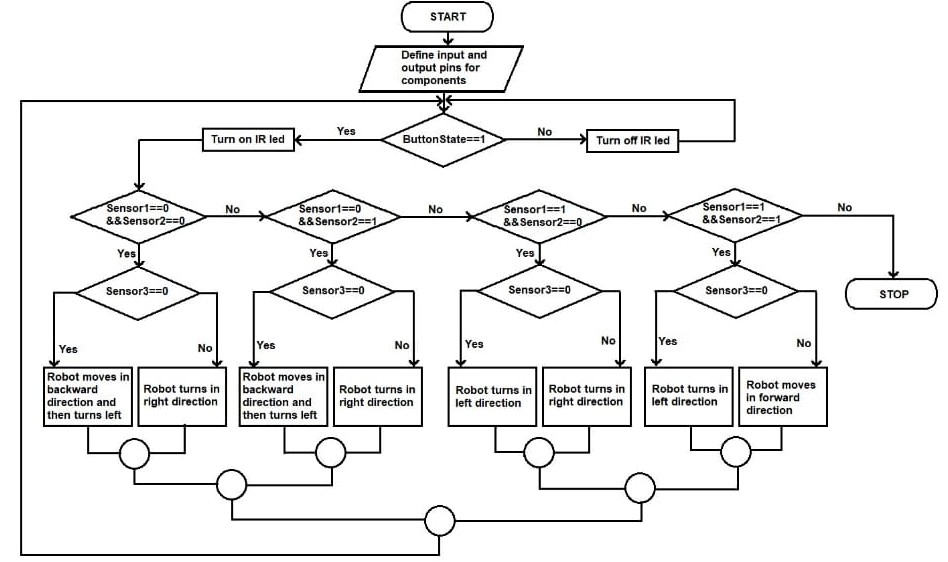 START
Define input and
output pins for
components
Turn on IR led
Yes
ButtonState==1
No
Turn off IR led
Sensor1==0
&&Sensor2==0
No
Sensor1==0
&&Sensor2==1
No
Sensor1==1
&&Sensor2==0
No
Sensor1==1
&&Sensor2==1
No
Yes
Yes
Yes
Yes
Sensor3==0
Sensor3==0
Sensor3==0
Sensor3==0
STOP
Yes
No
Yes
No
Yes
No
Yes
No
Robot moves in
backward
direction and
then turns left
Robot turns in
right direction
Robot moves in
backward
direction and
then turns left
Robot turns in
right direction
Robot turns in
left direction
Robot turns in
right direction
Robot turns in
left direction
Robot moves
in forward
direction